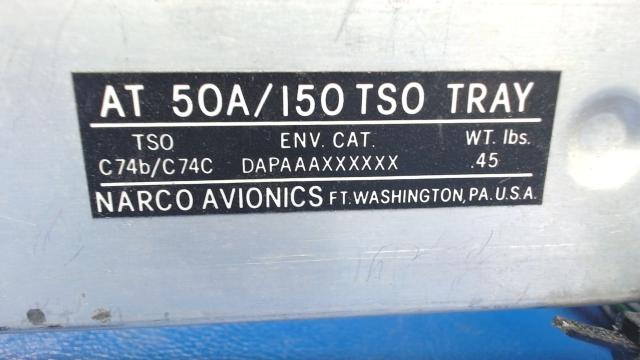 AT 50A/150 TSO TRAY
TSO ENV. CAT. WT. lbs.
C74b/C74C DAPAAAXXXXXX .45
NARCO AVIONICS FT. WASHINGTON, PA. U.S.A.